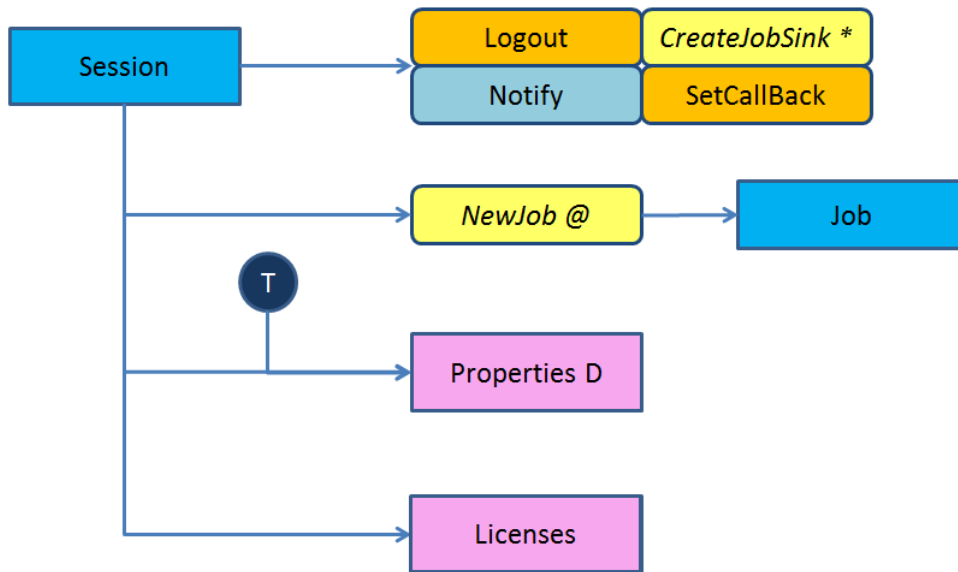 Session
Logout
CreateJobSink *
Notify
SetCallBack
NewJob @
Job
T
Properties D
Licenses